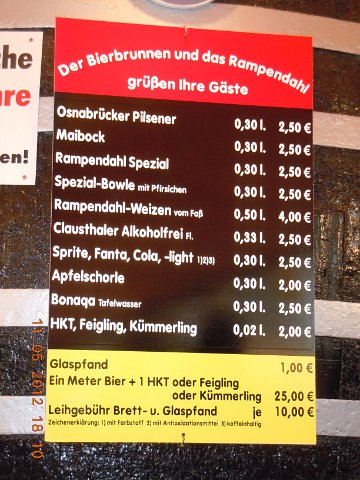 Der Bierbrunnen und das Rampendahl
grüßen Ihre Gäste
Osnabrücker Pilsener 0,30 l. 2,50 €
Maibock 0,30 l. 2,50 €
Rampendahl Spezial 0,30 l. 2,50 €
Spezial-Bowle mit Pfirsichen 0,30 l. 2,50 €
Rampendahl-Weizen vom Faß 0,50 l. 4,00 €
Clausthaler Alkoholfrei Fl. 0,33 l. 2,50 €
Sprite, Fanta, Cola, -light 1)2)3) 0,30 l. 2,50 €
Apfelschorle 0,30 l. 2,00 €
Bonaqa Tafelwasser 0,30 l. 2,50 €
HKT, Feigling, Kümmerling 0,02 l. 2,00 €
Glaspfand 1,00 €
Ein Meter Bier + 1 HKT oder Feigling
oder Kümmerling 25,00 €
Leihgebühr Brett- u. Glaspfand je 10,00 €
Zeichenerklärung: 1) mit Farbstoff 2) mit Antioxidationsmittel 3) koffeinhaltig
che
are
en!
11.05.2012 18:10